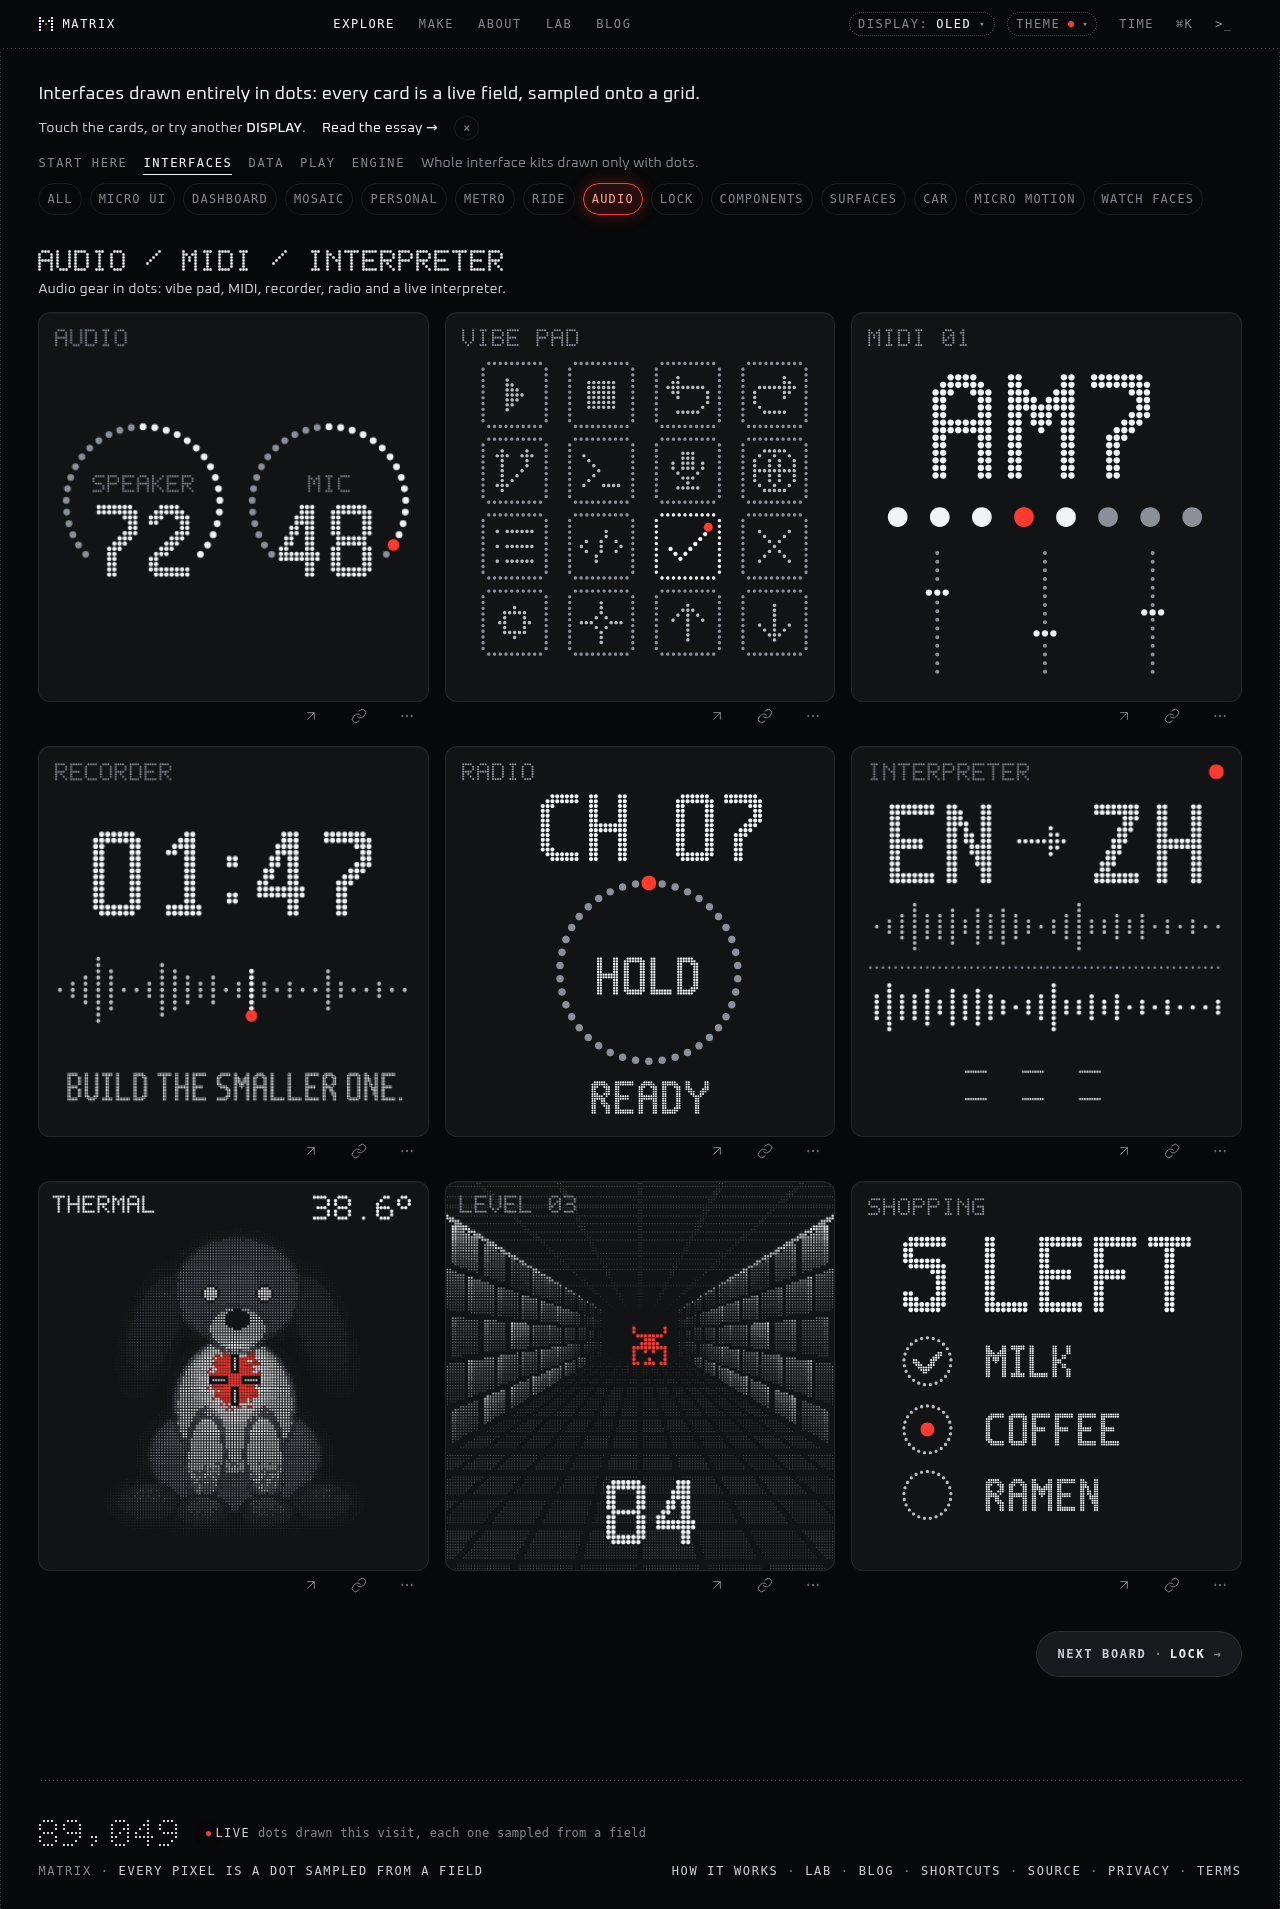 MATRIX EXPLORE MAKE ABOUT LAB BLOG DISPLAY: OLED ▾ THEME ● ▾ TIME ⌘K >_
Interfaces drawn entirely in dots: every card is a live field, sampled onto a grid.
Touch the cards, or try another DISPLAY. Read the essay → ×
START HERE INTERFACES DATA PLAY ENGINE Whole interface kits drawn only with dots.
ALL MICRO UI DASHBOARD MOSAIC PERSONAL METRO RIDE AUDIO LOCK COMPONENTS SURFACES CAR MICRO MOTION WATCH FACES
AUDIO / MIDI / INTERPRETER
Audio gear in dots: vibe pad, MIDI, recorder, radio and a live interpreter.
AUDIO
SPEAKER
72
MIC
48
VIBE PAD
MIDI 01
AM7
RECORDER
01:47
BUILD THE SMALLER ONE.
RADIO
CH 07
HOLD
READY
INTERPRETER
EN→ZH
THERMAL 38.6°
LEVEL 03
84
SHOPPING
5 LEFT
MILK
COFFEE
RAMEN
NEXT BOARD · LOCK →
89,049 ● LIVE dots drawn this visit, each one sampled from a field
MATRIX · EVERY PIXEL IS A DOT SAMPLED FROM A FIELD
HOW IT WORKS · LAB · BLOG · SHORTCUTS · SOURCE · PRIVACY · TERMS